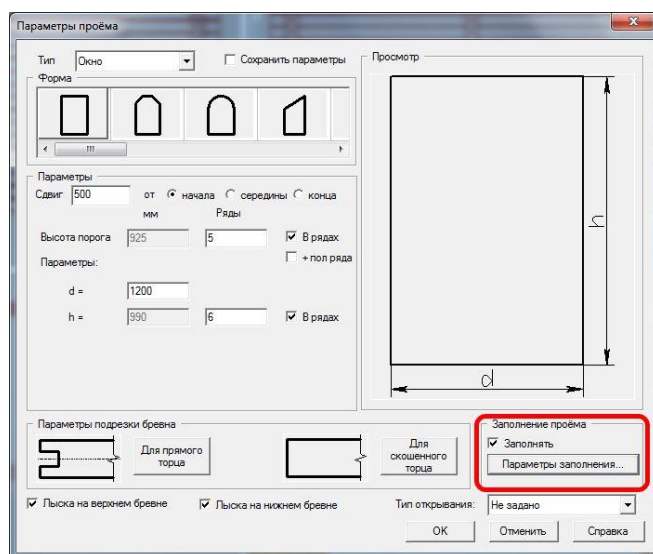 Параметры проёма
Тип Окно Сохранить параметры
Форма
Просмотр
Параметры
Сдвиг 500 от начала середины конца
мм Ряды
Высота порога 925 5 В рядах
Параметры: + пол ряда
d = 1200
h = 990 6 В рядах
h
d
Параметры подрезки бревна
Для прямого торца
Для скошенного торца
Заполнение проёма
Заполнять
Параметры заполнения...
Лыска на верхнем бревне Лыска на нижнем бревне Тип открывания: Не задано
OK Отменить Справка